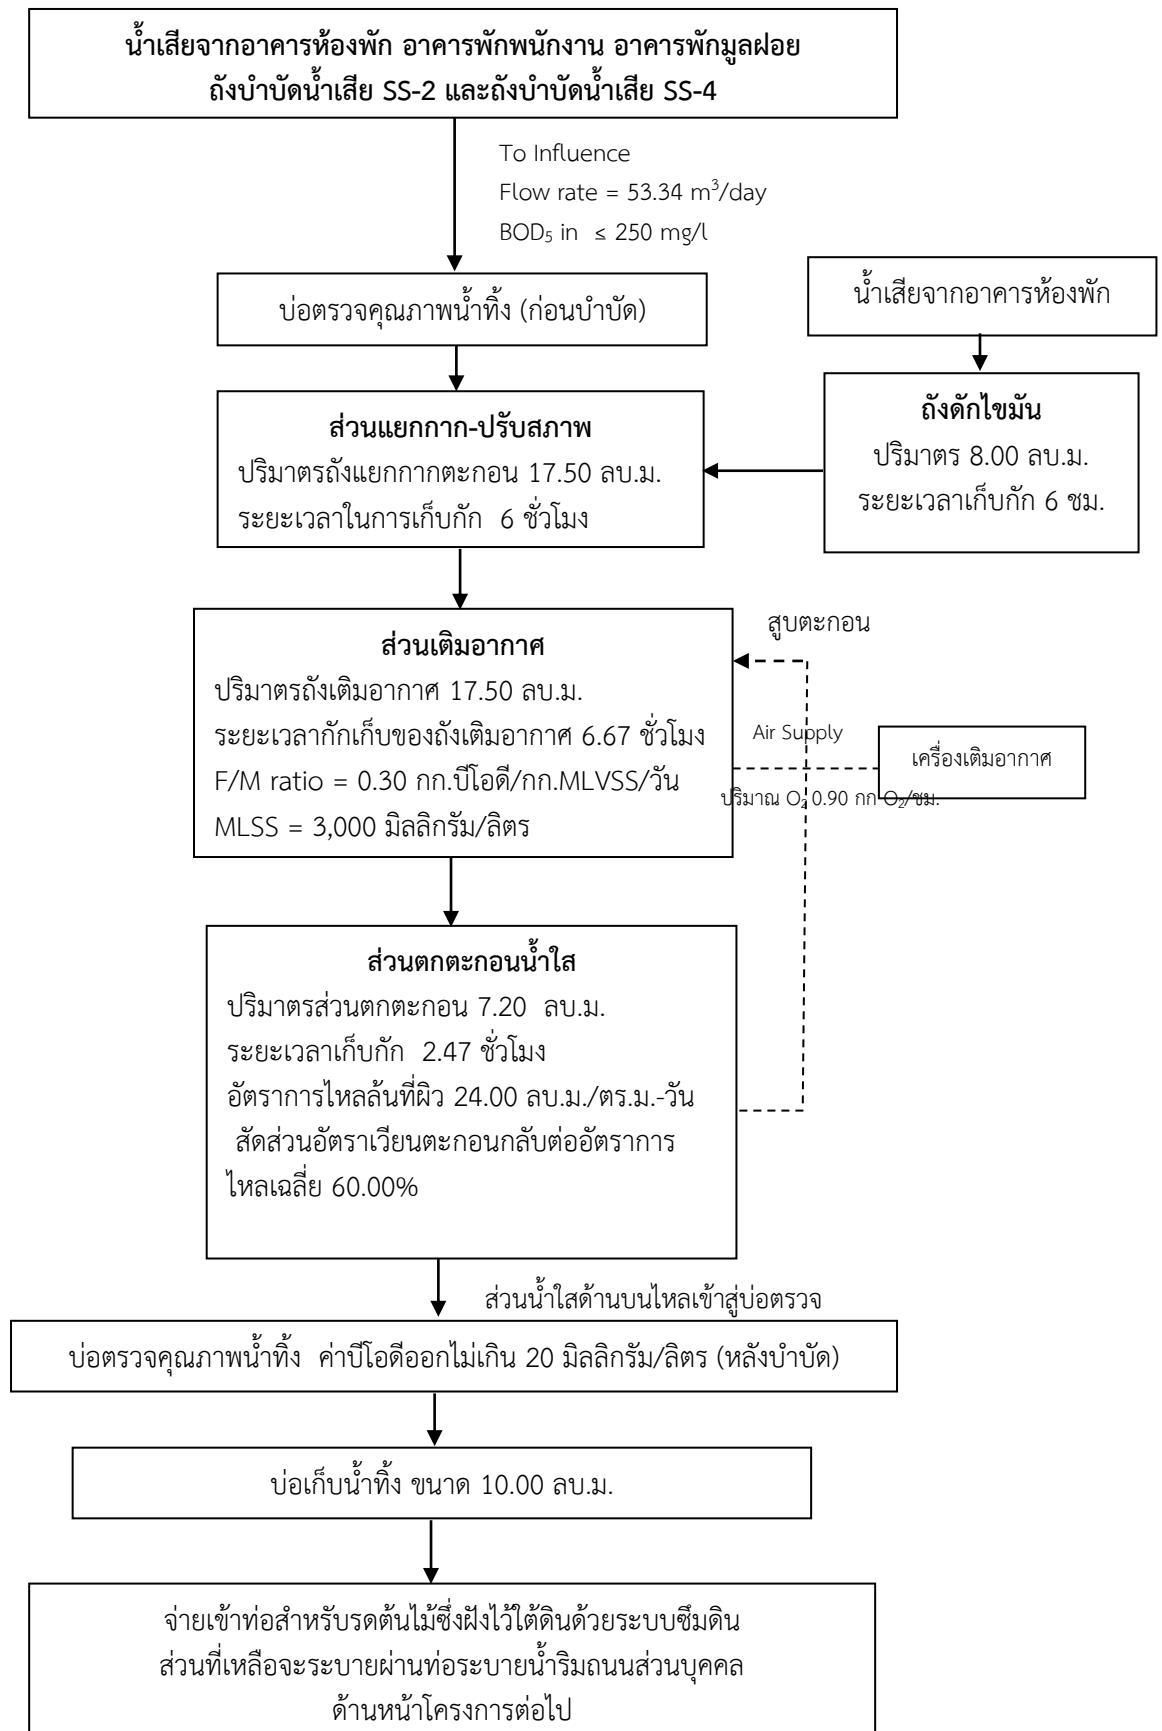 น้ำเสียจากอาคารห้องพัก อาคารพักพนักงาน อาคารพักมูลฝอย
ถังบำบัดน้ำเสีย SS-2 และถังบำบัดน้ำเสีย SS-4
To Influence
Flow rate = 53.34 m³/day
BOD₅ in ≤ 250 mg/l
บ่อตรวจคุณภาพน้ำทิ้ง (ก่อนบำบัด)
น้ำเสียจากอาคารห้องพัก
ส่วนแยกกาก-ปรับสภาพ
ปริมาตรถังแยกกากตะกอน 17.50 ลบ.ม.
ระยะเวลาในการเก็บกัก 6 ชั่วโมง
ถังดักไขมัน
ปริมาตร 8.00 ลบ.ม.
ระยะเวลาเก็บกัก 6 ชม.
ส่วนเติมอากาศ
ปริมาตรถังเติมอากาศ 17.50 ลบ.ม.
ระยะเวลากักเก็บของถังเติมอากาศ 6.67 ชั่วโมง
F/M ratio = 0.30 กก.บีโอดี/กก.MLVSS/วัน
MLSS = 3,000 มิลลิกรัม/ลิตร
สูบตะกอน
Air Supply
เครื่องเติมอากาศ
ปริมาณ O₂ 0.90 กก O₂/ชม.
ส่วนตกตะกอนน้ำใส
ปริมาตรส่วนตกตะกอน 7.20 ลบ.ม.
ระยะเวลาเก็บกัก 2.47 ชั่วโมง
อัตราการไหลล้นที่ผิว 24.00 ลบ.ม./ตร.ม.-วัน
สัดส่วนอัตราเวียนตะกอนกลับต่ออัตราการ
ไหลเฉลี่ย 60.00%
ส่วนน้ำใสด้านบนไหลเข้าสู่บ่อตรวจ
บ่อตรวจคุณภาพน้ำทิ้ง ค่าบีโอดีออกไม่เกิน 20 มิลลิกรัม/ลิตร (หลังบำบัด)
บ่อเก็บน้ำทิ้ง ขนาด 10.00 ลบ.ม.
จ่ายเข้าท่อสำหรับรดต้นไม้ซึ่งฝังไว้ใต้ดินด้วยระบบซึมดิน
ส่วนที่เหลือจะระบายผ่านท่อระบายน้ำริมถนนส่วนบุคคล
ด้านหน้าโครงการต่อไป